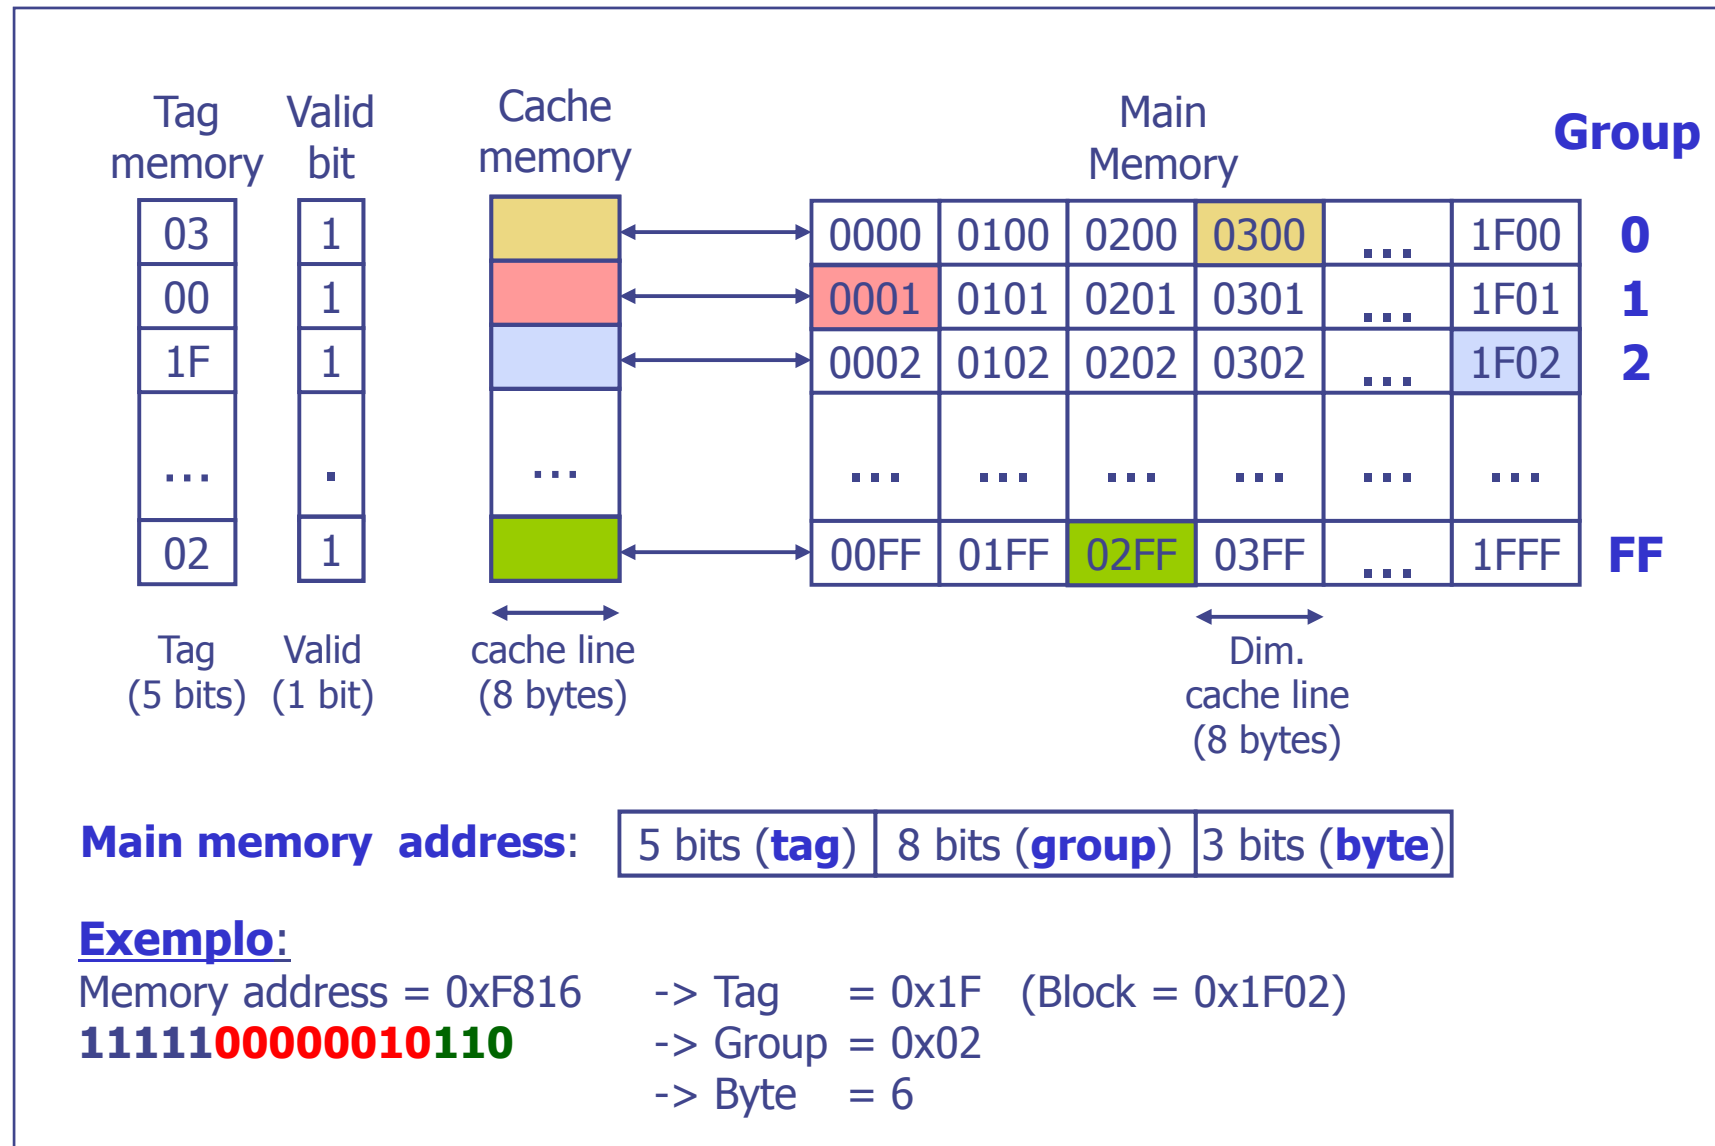 Tag memory
Valid bit
Cache memory
Main Memory
Group
03 1 0000 0100 0200 0300 ... 1F00 0
00 1 0001 0101 0201 0301 ... 1F01 1
1F 1 0002 0102 0202 0302 ... 1F02 2
... . ... ... ... ... ... ... ...
02 1 00FF 01FF 02FF 03FF ... 1FFF FF
Tag
(5 bits)
Valid
(1 bit)
cache line
(8 bytes)
Dim.
cache line
(8 bytes)
Main memory address: 5 bits (tag) 8 bits (group) 3 bits (byte)
Exemplo:
Memory address = 0xF816 -> Tag = 0x1F (Block = 0x1F02)
1111100000010110 -> Group = 0x02
-> Byte = 6